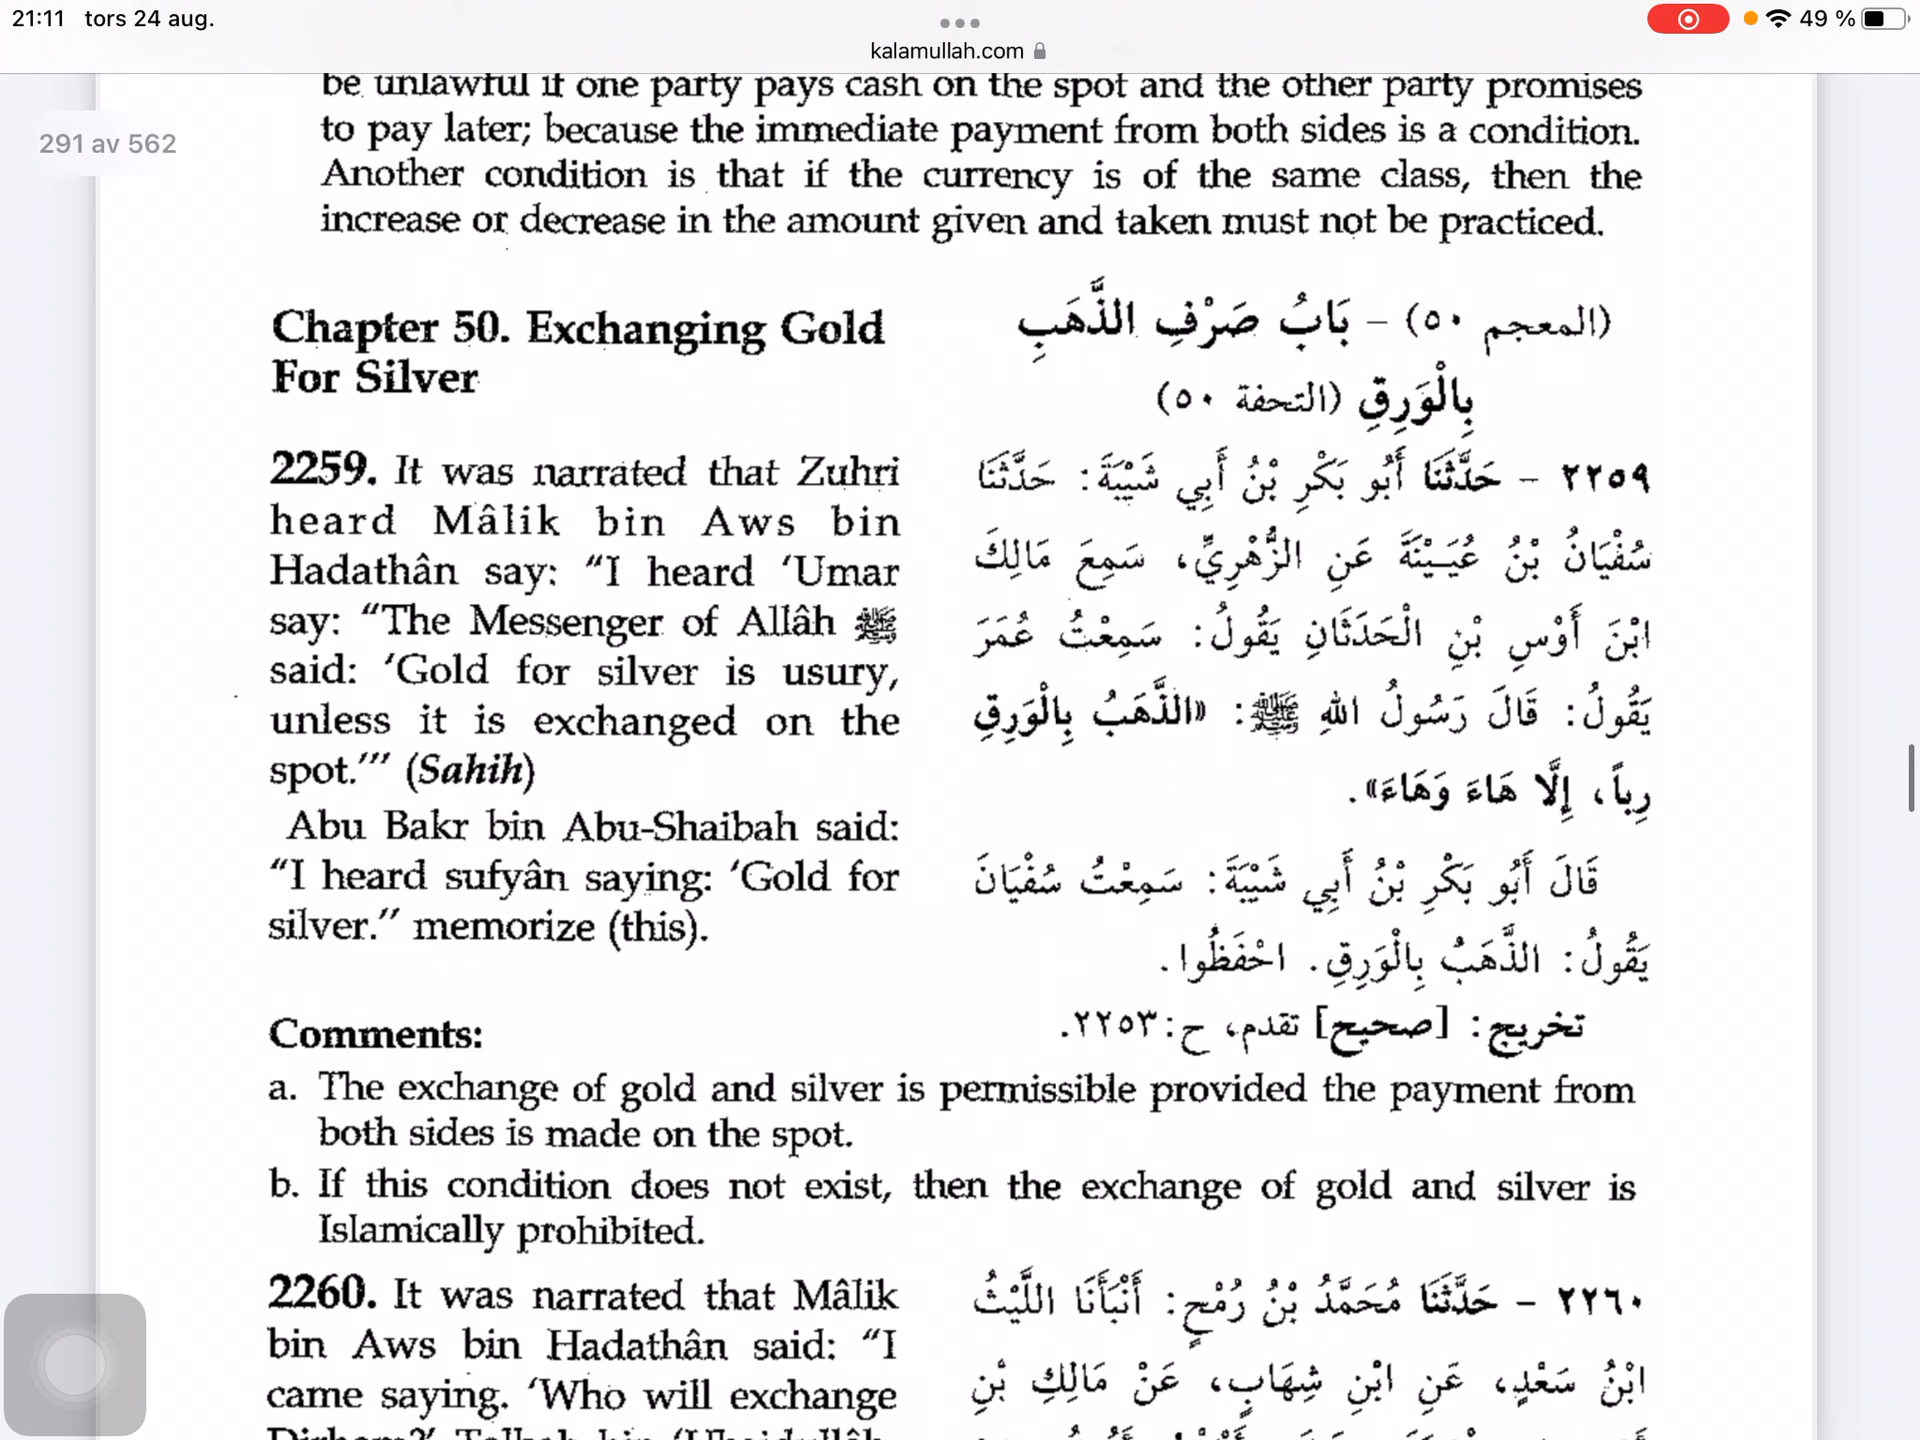 21:11 tors 24 aug.
49 %
kalamullah.com
291 av 562
be unlawful if one party pays cash on the spot and the other party promises
to pay later; because the immediate payment from both sides is a condition.
Another condition is that if the currency is of the same class, then the
increase or decrease in the amount given and taken must not be practiced.
Chapter 50. Exchanging Gold
For Silver
(المعجم ٥٠) – بَابُ صَرْفِ الذَّهَبِ
بِالْوَرِقِ (التحفة ٥٠)
2259. It was narrated that Zuhri
heard Mâlik bin Aws bin
Hadathân say: “I heard ‘Umar
say: “The Messenger of Allâh ﷺ
said: ‘Gold for silver is usury,
unless it is exchanged on the
spot.’” (Sahih)
Abu Bakr bin Abu-Shaibah said:
“I heard sufyân saying: ‘Gold for
silver.” memorize (this).
٢٢٥٩ – حَدَّثَنَا أَبُو بَكْرِ بْنُ أَبِي شَيْبَةَ: حَدَّثَنَا
سُفْيَانُ بْنُ عُيَيْنَةَ عَنِ الزُّهْرِيِّ، سَمِعَ مَالِكَ
ابْنَ أَوْسِ بْنِ الْحَدَثَانِ يَقُولُ: سَمِعْتُ عُمَرَ
يَقُولُ: قَالَ رَسُولُ اللهِ ﷺ: «الذَّهَبُ بِالْوَرِقِ
رِباً، إِلَّا هَاءَ وَهَاءَ».
قَالَ أَبُو بَكْرِ بْنُ أَبِي شَيْبَةَ: سَمِعْتُ سُفْيَانَ
يَقُولُ: الذَّهَبُ بِالْوَرِقِ. احْفَظُوا.
تخريج: [صحيح] تقدم، ح:٢٢٥٣.
Comments:
a. The exchange of gold and silver is permissible provided the payment from
both sides is made on the spot.
b. If this condition does not exist, then the exchange of gold and silver is
Islamically prohibited.
2260. It was narrated that Mâlik
bin Aws bin Hadathân said: “I
came saying. ‘Who will exchange
٢٢٦٠ – حَدَّثَنَا مُحَمَّدُ بْنُ رُمْحٍ: أَنْبَأَنَا اللَّيْثُ
ابْنُ سَعْدٍ، عَنِ ابْنِ شِهَابٍ، عَنْ مَالِكِ بْنِ